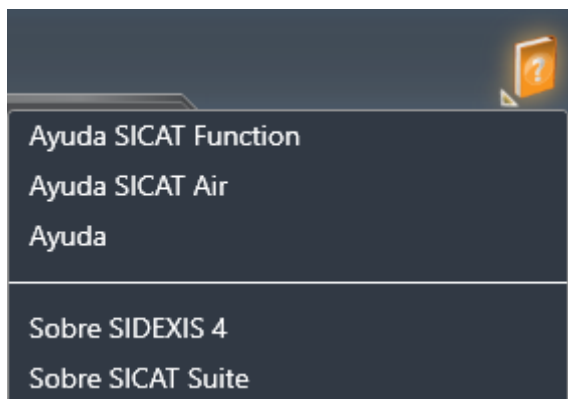 Ayuda SICAT Function
Ayuda SICAT Air
Ayuda
Sobre SIDEXIS 4
Sobre SICAT Suite